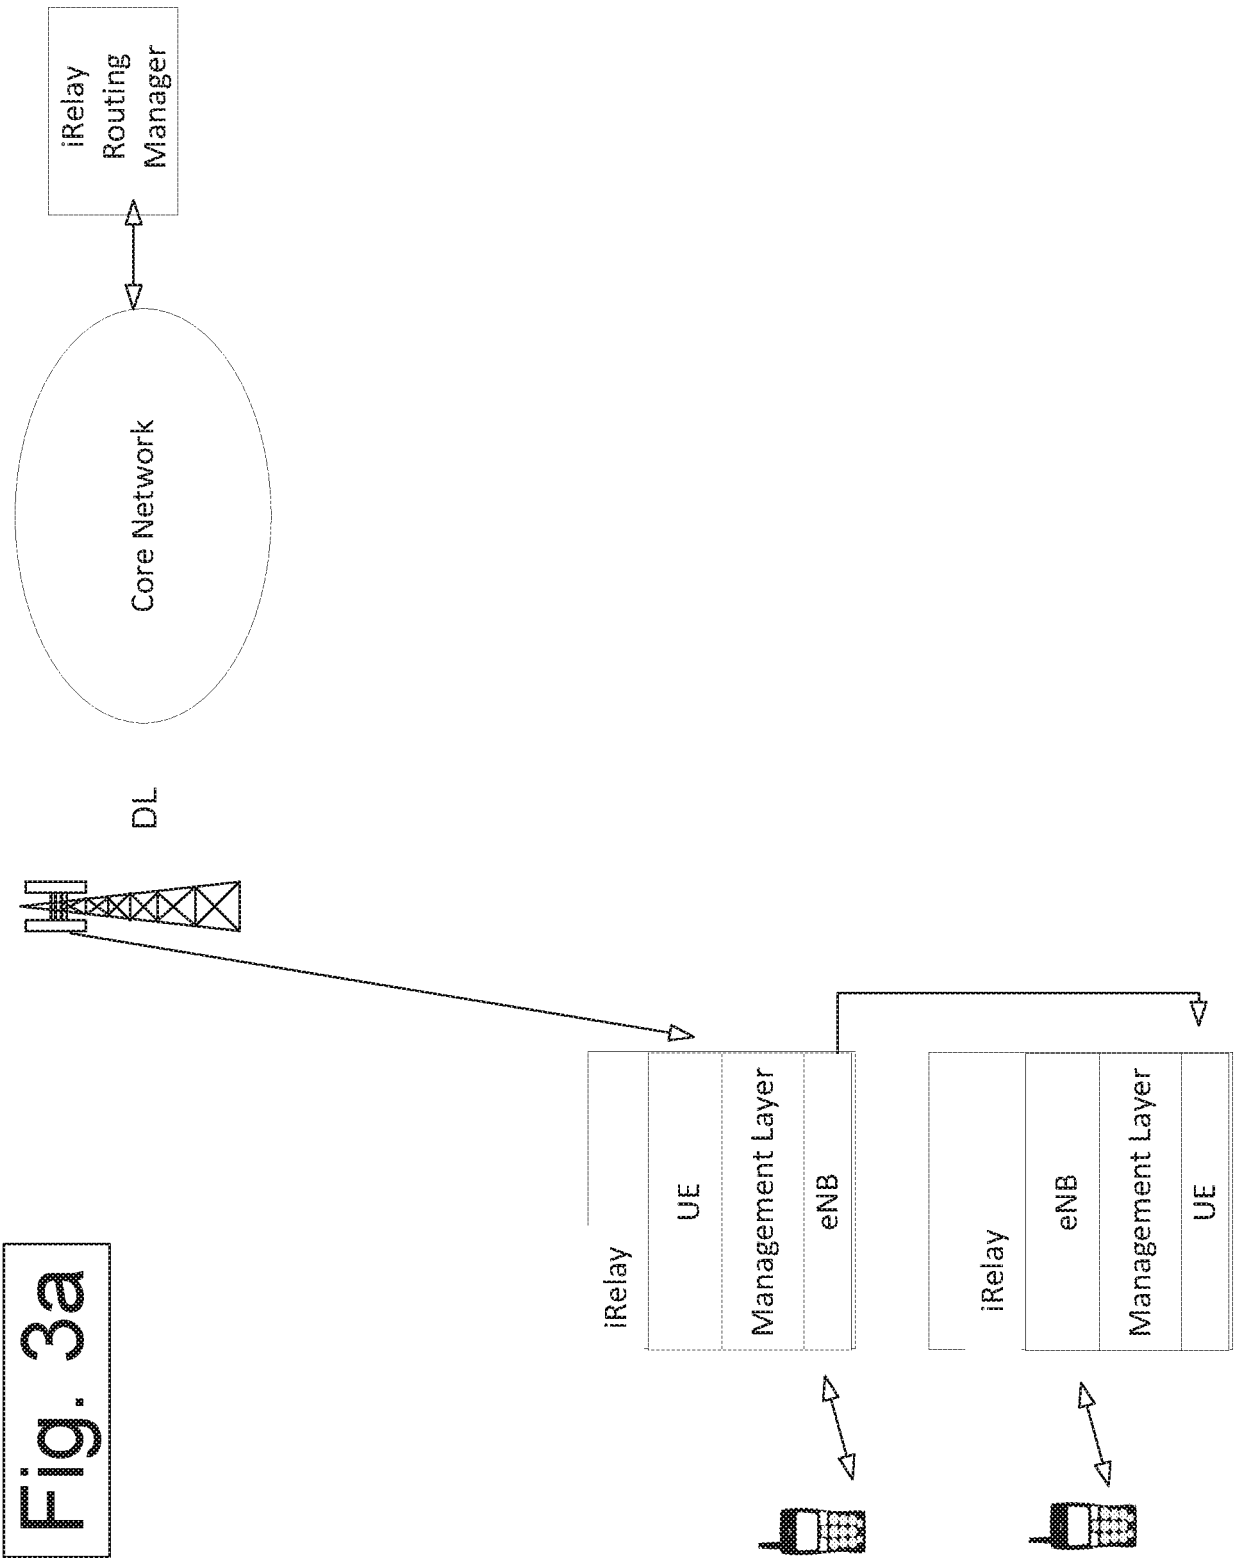 Fig. 3a
iRelay
Routing
Manager
Core Network
DL
iRelay
UE
Management Layer
eNB
iRelay
eNB
Management Layer
UE